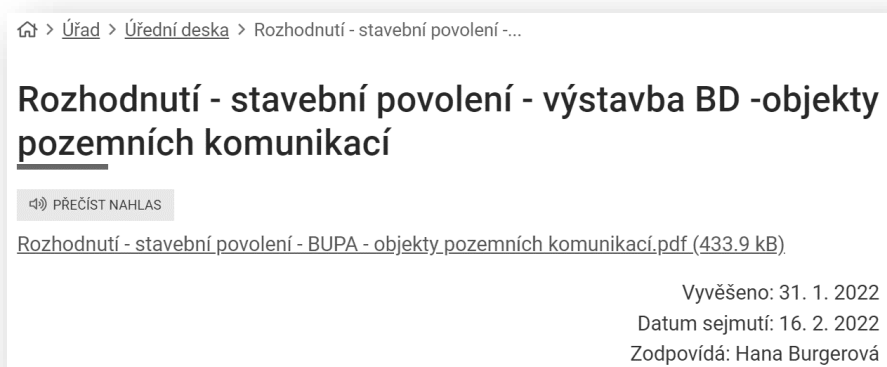 Úřad > Úřední deska > Rozhodnutí - stavební povolení -...
Rozhodnutí - stavební povolení - výstavba BD -objekty
pozemních komunikací
PŘEČÍST NAHLAS
Rozhodnutí - stavební povolení - BUPA - objekty pozemních komunikací.pdf (433.9 kB)
Vyvěšeno: 31. 1. 2022
Datum sejmutí: 16. 2. 2022
Zodpovídá: Hana Burgerová